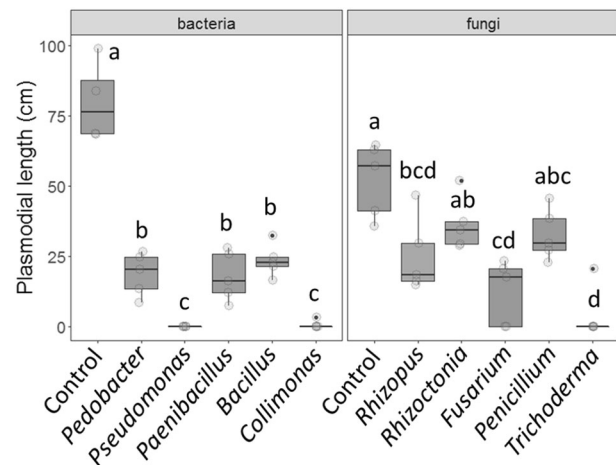 bacteria
fungi
Plasmodial length (cm)
100
75
50
25
0
a
b
c
b
b
c
a
bcd
ab
cd
abc
d
Control
Pedobacter
Pseudomonas
Paenibacillus
Bacillus
Collimonas
Control
Rhizopus
Rhizoctonia
Fusarium
Penicillium
Trichoderma